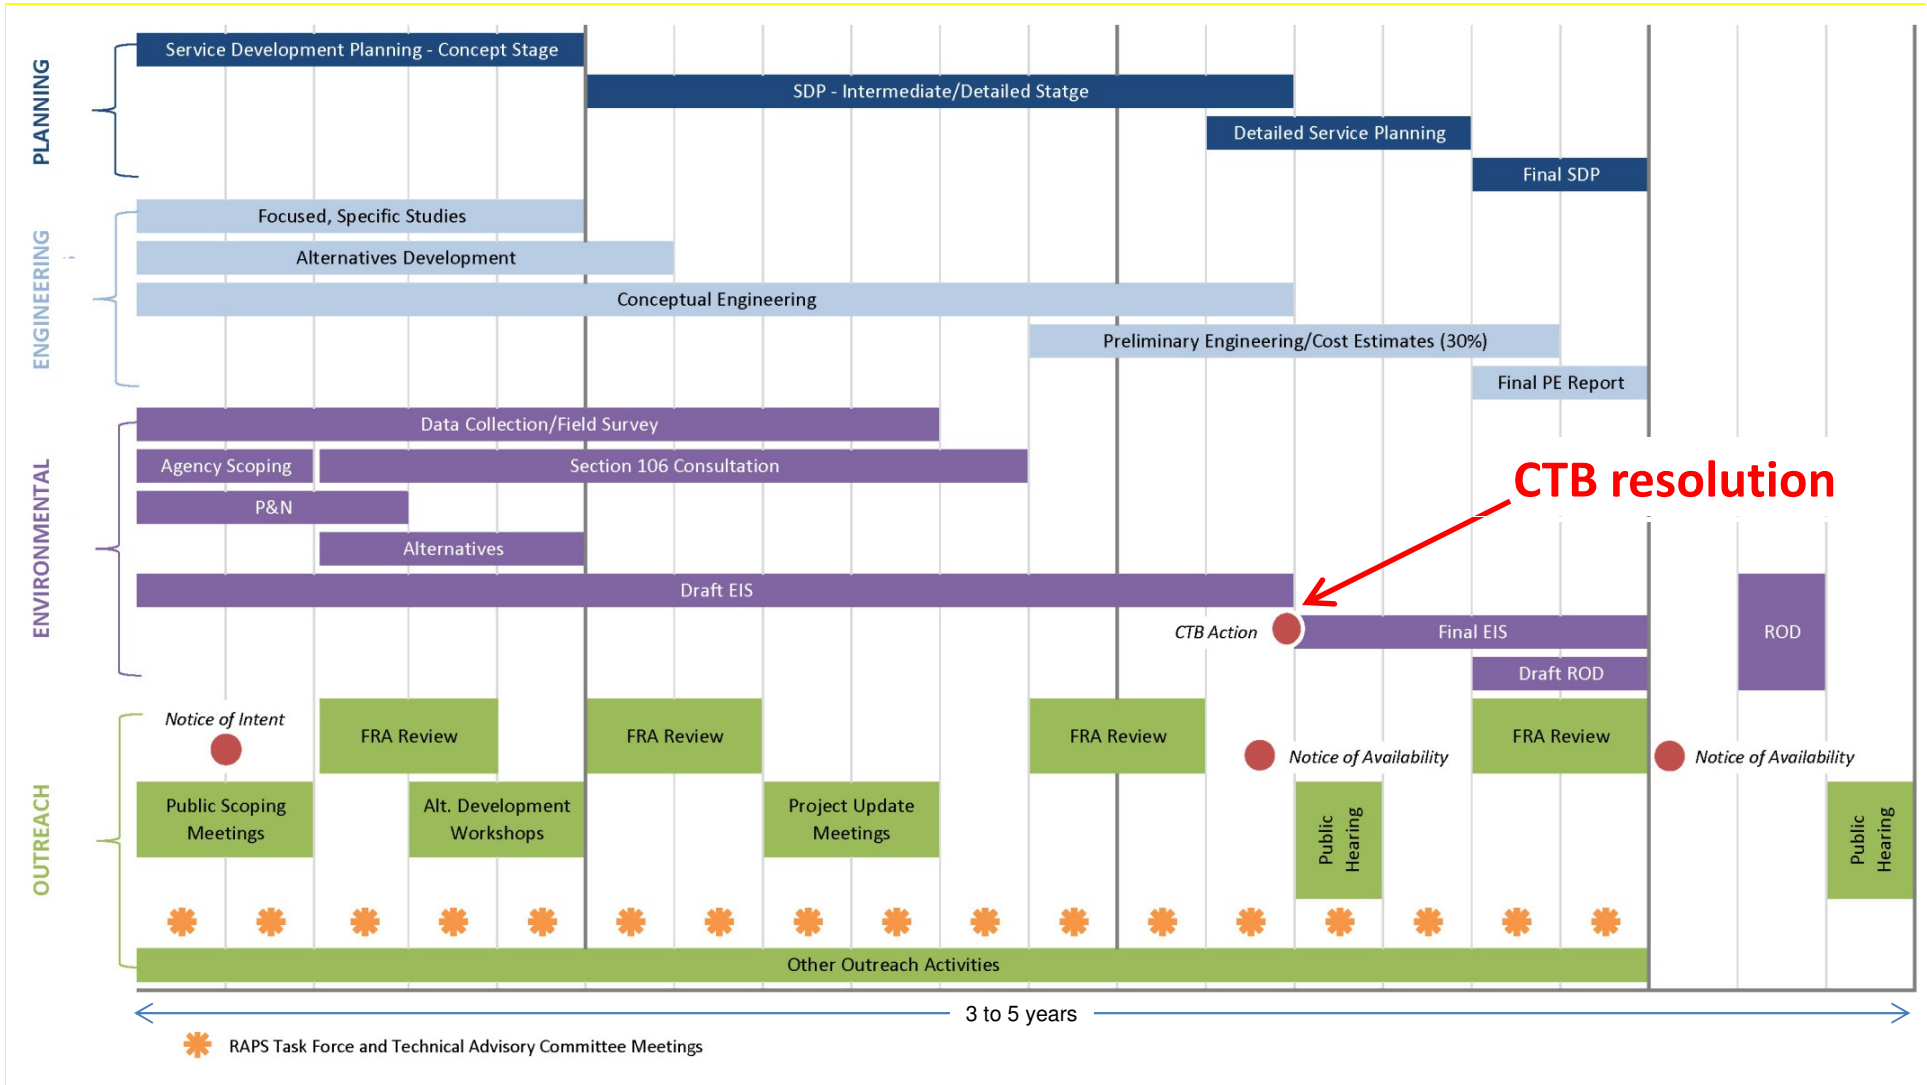 PLANNING
Service Development Planning - Concept Stage
SDP - Intermediate/Detailed Statge
Detailed Service Planning
Final SDP
ENGINEERING
Focused, Specific Studies
Alternatives Development
Conceptual Engineering
Preliminary Engineering/Cost Estimates (30%)
Final PE Report
ENVIRONMENTAL
Data Collection/Field Survey
Agency Scoping
Section 106 Consultation
CTB resolution
P&N
Alternatives
Draft EIS
CTB Action
Final EIS
ROD
Draft ROD
OUTREACH
Notice of Intent
FRA Review
FRA Review
FRA Review
Notice of Availability
FRA Review
Notice of Availability
Public Scoping
Meetings
Alt. Development
Workshops
Project Update
Meetings
Public
Hearing
Public
Hearing
Other Outreach Activities
3 to 5 years
RAPS Task Force and Technical Advisory Committee Meetings